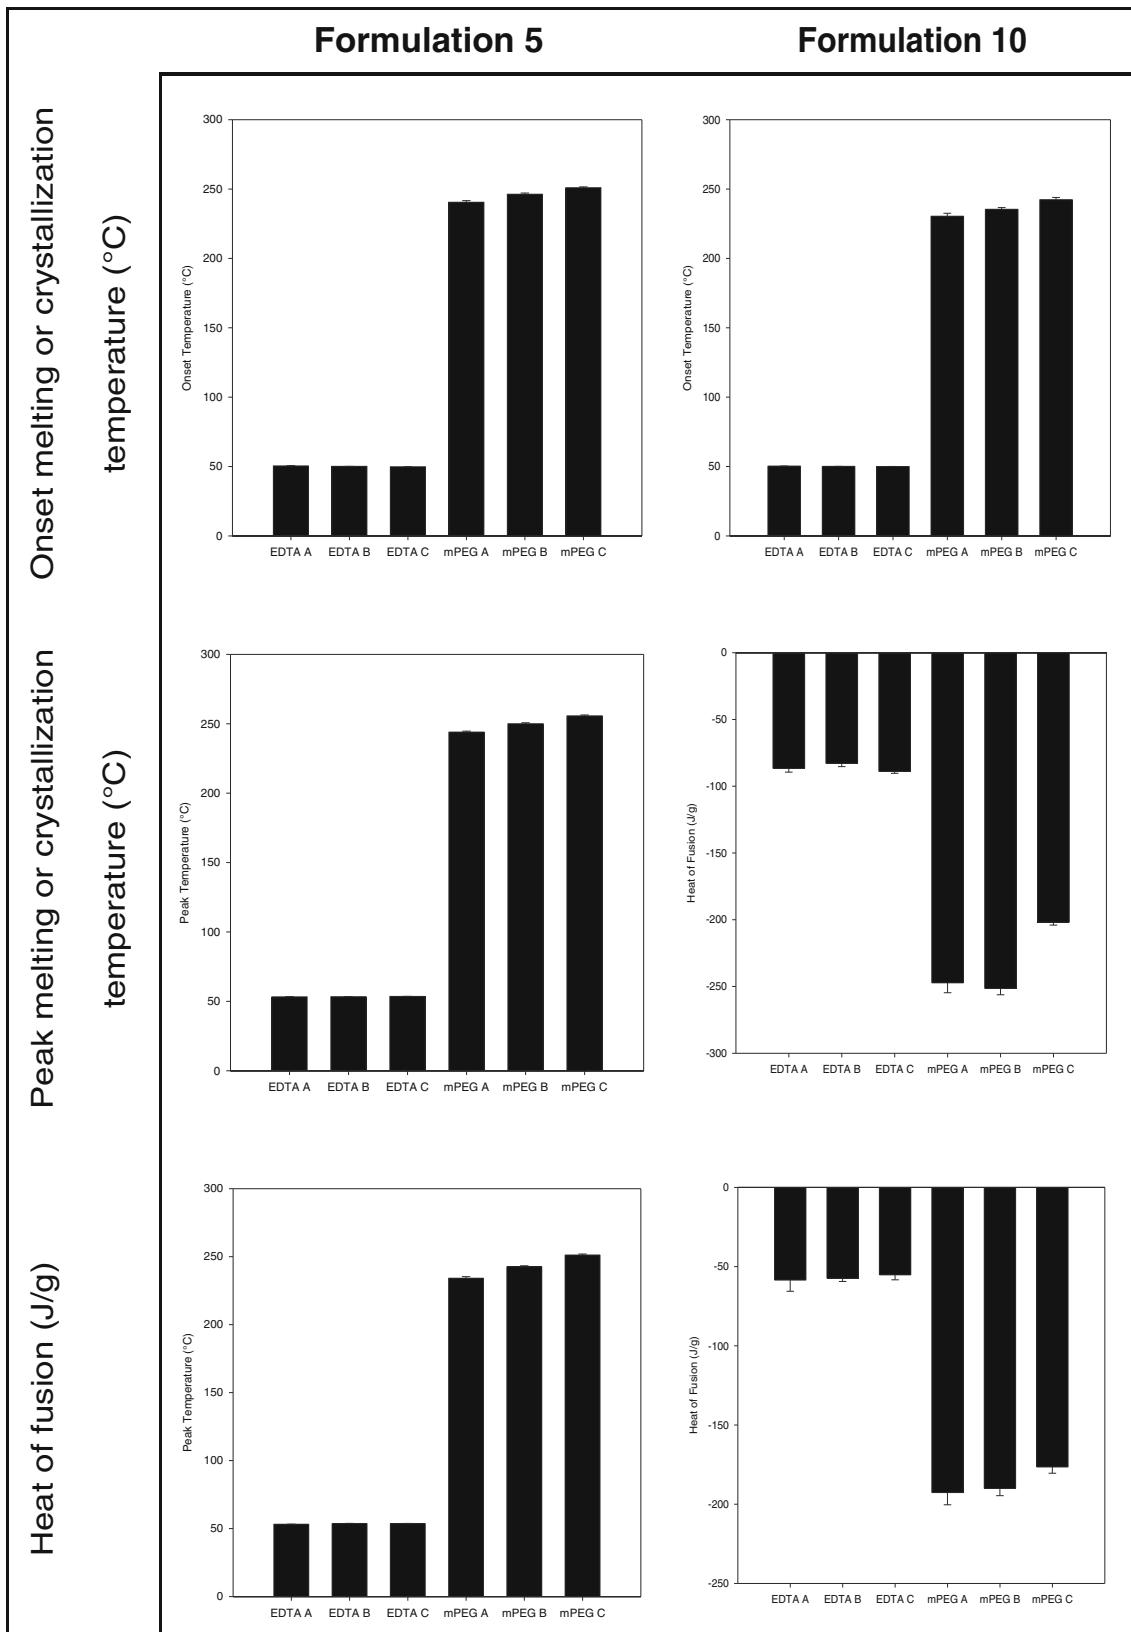 Formulation 5
Formulation 10
Onset melting or crystallization
temperature (°C)
300
250
200
150
100
50
0
Onset Temperature (°C)
EDTA A EDTA B EDTA C mPEG A mPEG B mPEG C
300
250
200
150
100
50
0
Onset Temperature (°C)
EDTA A EDTA B EDTA C mPEG A mPEG B mPEG C
Peak melting or crystallization
temperature (°C)
300
250
200
150
100
50
0
Peak Temperature (°C)
EDTA A EDTA B EDTA C mPEG A mPEG B mPEG C
0
-50
-100
-150
-200
-250
-300
Heat of Fusion (J/g)
EDTA A EDTA B EDTA C mPEG A mPEG B mPEG C
Heat of fusion (J/g)
300
250
200
150
100
50
0
Peak Temperature (°C)
EDTA A EDTA B EDTA C mPEG A mPEG B mPEG C
0
-50
-100
-150
-200
-250
Heat of Fusion (J/g)
EDTA A EDTA B EDTA C mPEG A mPEG B mPEG C